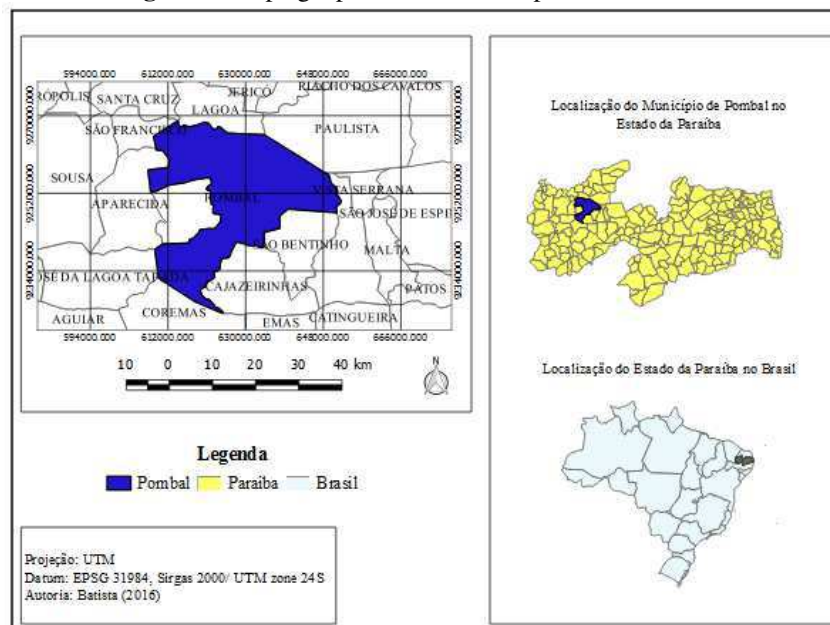 594000.000 612000.000 630000.000 648000.000 666000.000
RIACHO DOS CAVALOS
JERICÓ
SANTA CRUZ
LAGOA
9270000.000 9270000.000
SÃO FRANCISCO
PAULISTA
SOUSA
VISTA SERRANA
POMBAL
9252000.000 9252000.000
APARECIDA
SÃO JOSÉ DE ESPI
SÃO BENTINHO
MALTA
9234000.000 9234000.000
OSE DA LAGOA TAPADA
CAJAZEIRINHAS
PATOS
COREMAS
CATINGUEIRA
AGUIAR
EMAS
594000.000 612000.000 630000.000 648000.000 666000.000
10 0 10 20 30 40 km
N
Legenda
Pombal Paraiba Brasil
Projeção: UTM
Datum: EPSG 31984, Sirgas 2000/ UTM zone 24S
Autoria: Batista (2016)
Localização do Município de Pombal no
Estado da Paraíba
Localização do Estado da Paraíba no Brasil